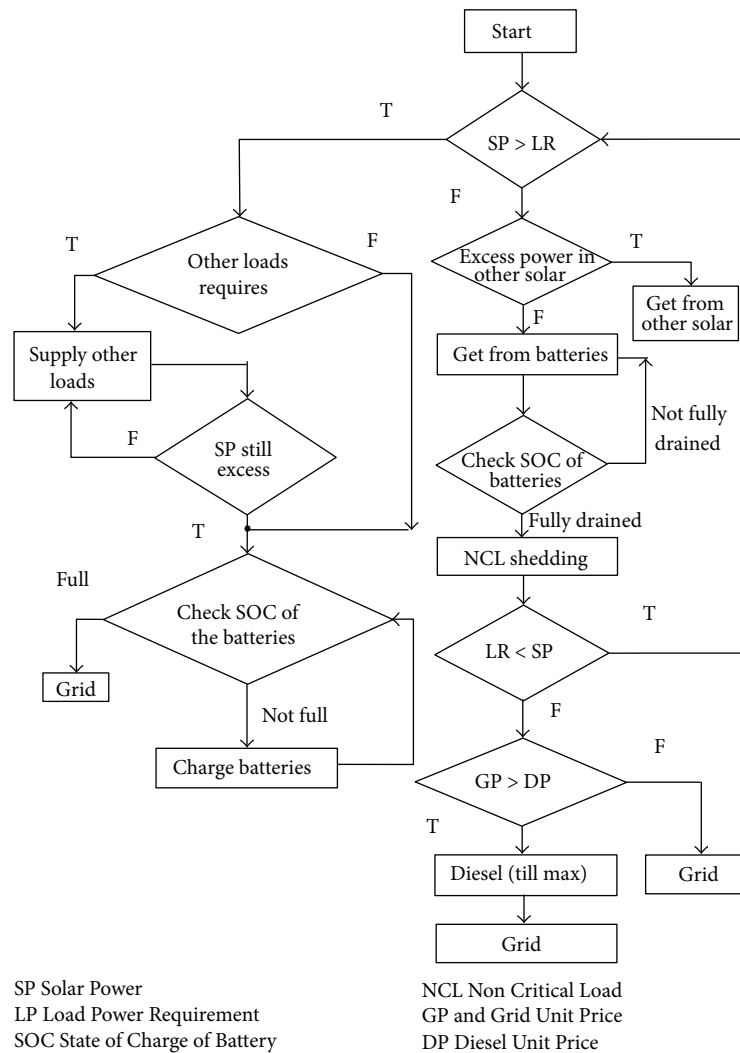 Start
T
SP > LR
F
T
Other loads
requires
F
Excess power in
other solar
T
Get from
other solar
F
Supply other
loads
Get from batteries
Not fully
drained
F
SP still
excess
Check SOC of
batteries
T
Fully drained
NCL shedding
Full
Check SOC of
the batteries
T
LR < SP
Grid
Not full
F
Charge batteries
GP > DP
F
T
Diesel (till max)
Grid
Grid
SP Solar Power
LP Load Power Requirement
SOC State of Charge of Battery
NCL Non Critical Load
GP and Grid Unit Price
DP Diesel Unit Price